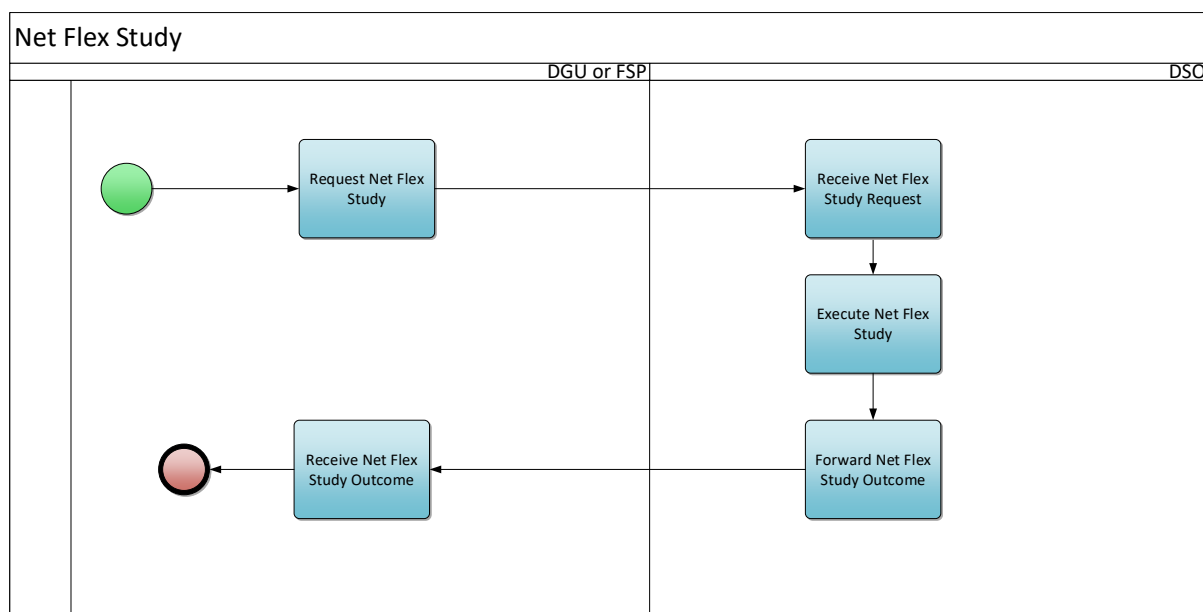 Net Flex Study
DGU or FSP
DSO
Request Net Flex
Study
Receive Net Flex
Study Request
Execute Net Flex
Study
Receive Net Flex
Study Outcome
Forward Net Flex
Study Outcome